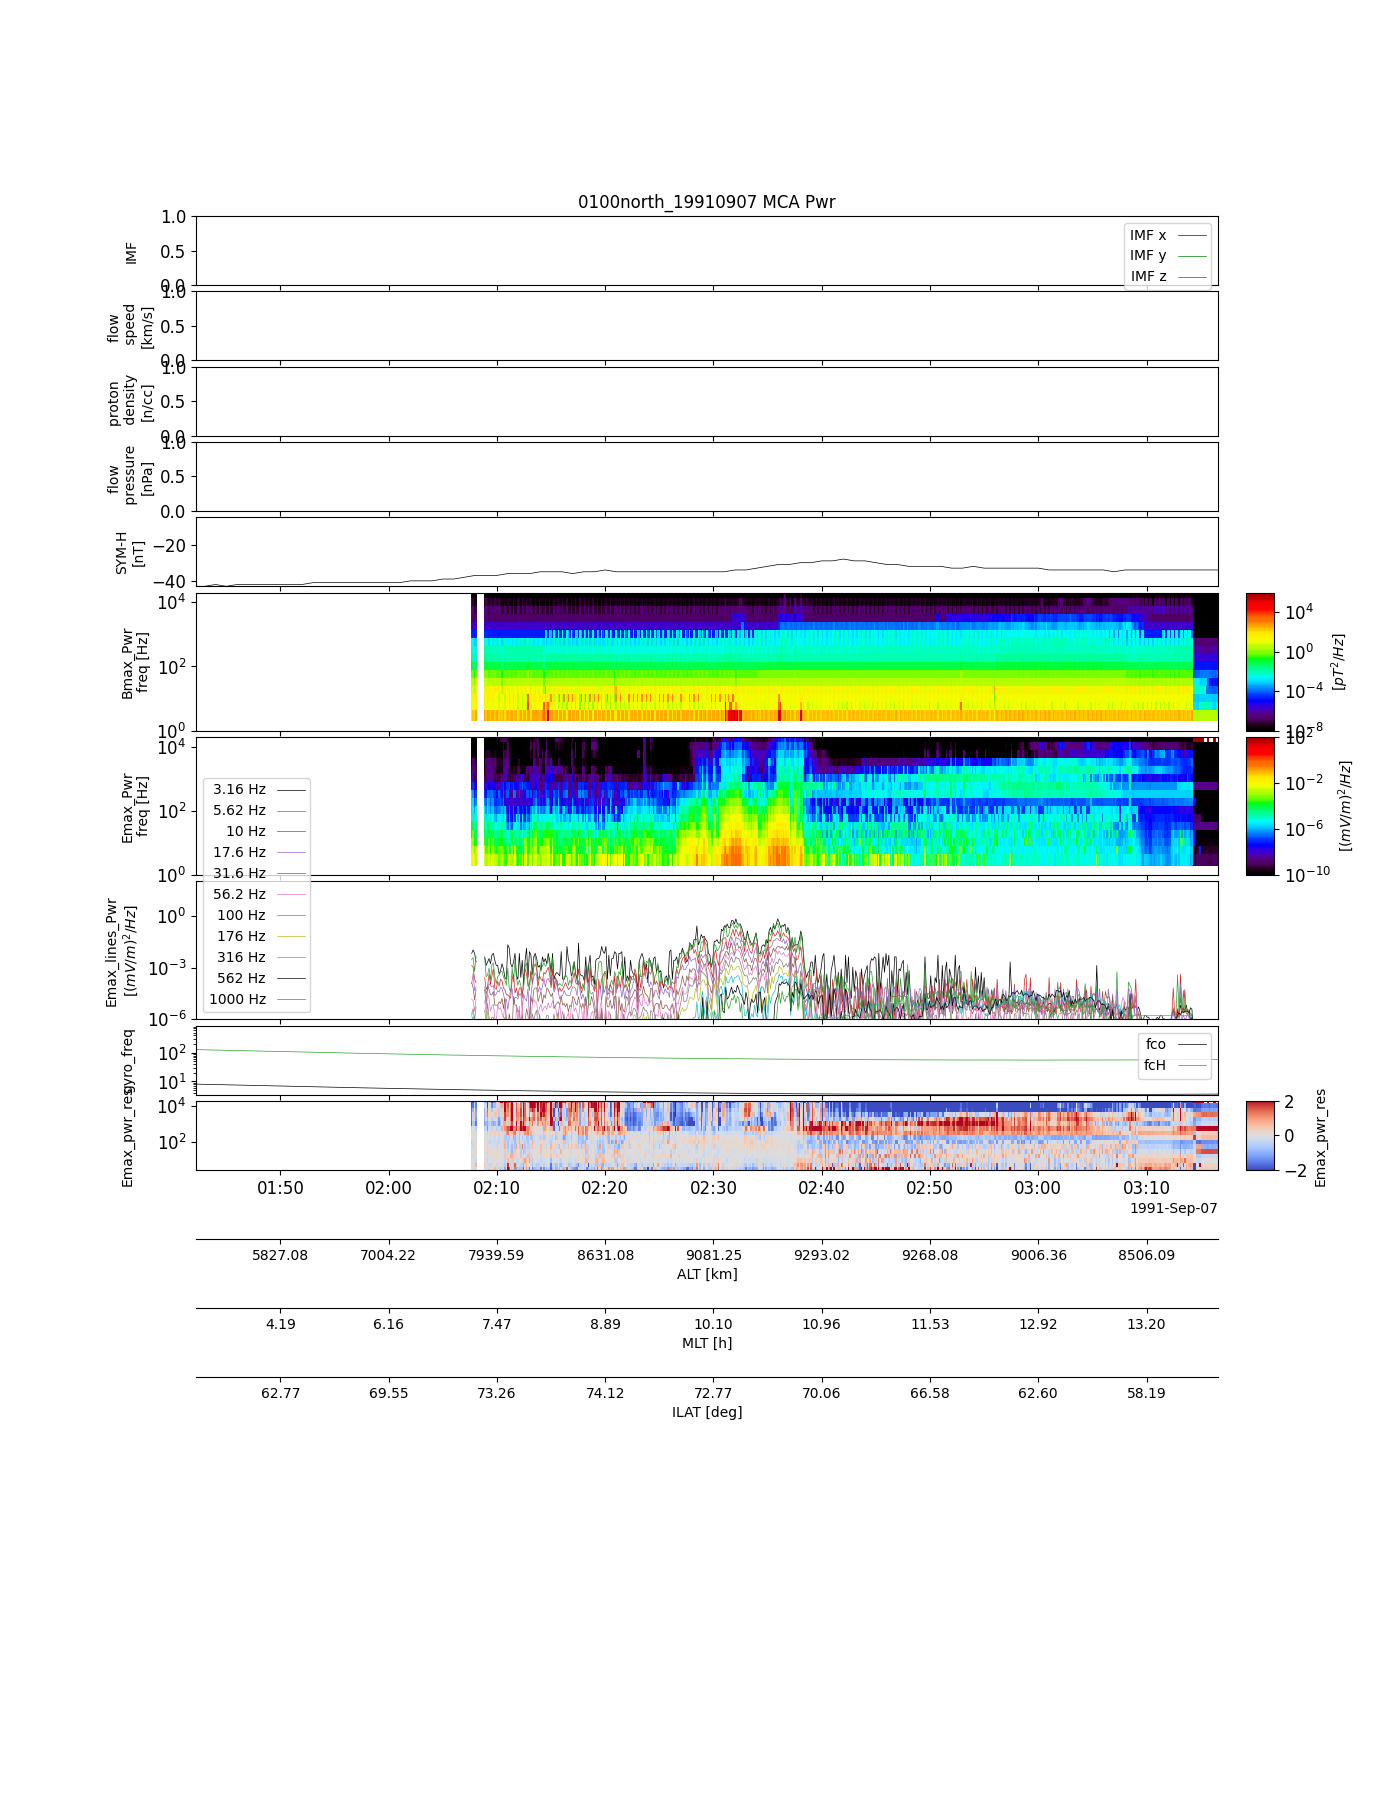 0100north_19910907 MCA Pwr
1.0
0.5
0.0
IMF
IMF x
IMF y
IMF z
1.0
0.5
0.0
flow
speed
[km/s]
1.0
0.5
0.0
proton
density
[n/cc]
1.0
0.5
0.0
flow
pressure
[nPa]
−20
−40
SYM-H
[nT]
10^4
10^2
10^0
Bmax_Pwr
freq [Hz]
10^4
10^0
10^−4
10^−8
[pT^2/Hz]
10^4
10^2
10^0
Emax_Pwr
freq [Hz]
10^2
10^−2
10^−6
10^−10
[(mV/m)^2/Hz]
3.16 Hz
5.62 Hz
10 Hz
17.6 Hz
31.6 Hz
56.2 Hz
100 Hz
176 Hz
316 Hz
562 Hz
1000 Hz
10^0
10^−3
10^−6
Emax_lines_Pwr
[(mV/m)^2/Hz]
10^2
10^1
gyro_freq
fco
fcH
10^4
10^2
Emax_pwr_res
2
0
−2
Emax_pwr_res
01:50 02:00 02:10 02:20 02:30 02:40 02:50 03:00 03:10
1991-Sep-07
5827.08 7004.22 7939.59 8631.08 9081.25 9293.02 9268.08 9006.36 8506.09
ALT [km]
4.19 6.16 7.47 8.89 10.10 10.96 11.53 12.92 13.20
MLT [h]
62.77 69.55 73.26 74.12 72.77 70.06 66.58 62.60 58.19
ILAT [deg]